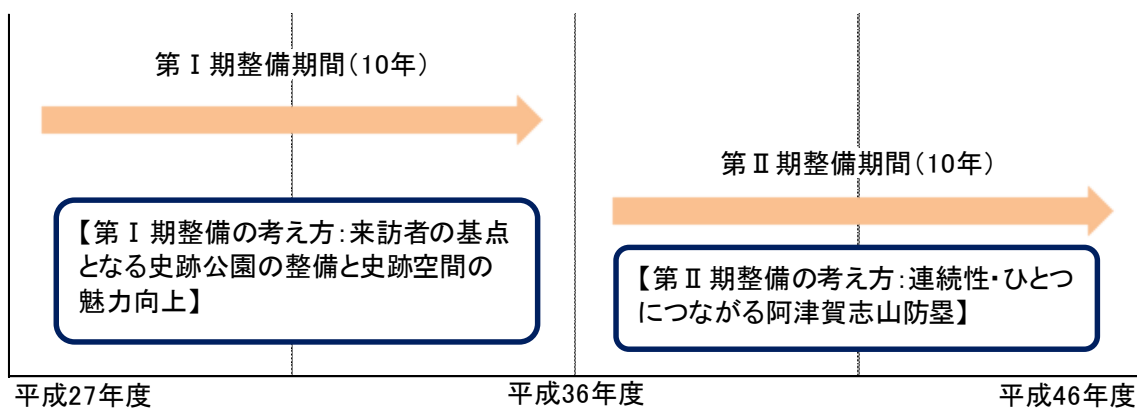 第Ⅰ期整備期間(10年)
第Ⅱ期整備期間(10年)
【第Ⅰ期整備の考え方:来訪者の基点
となる史跡公園の整備と史跡空間の
魅力向上】
【第Ⅱ期整備の考え方:連続性・ひとつ
につながる阿津賀志山防塁】
平成27年度
平成36年度
平成46年度